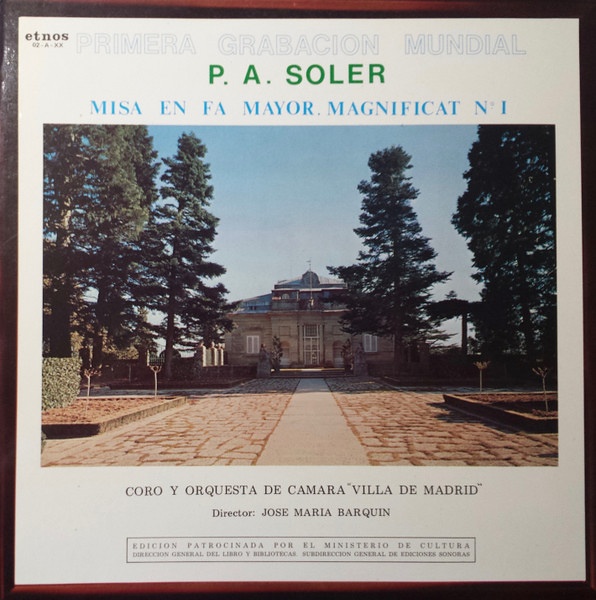 etnos
02-A-XX
PRIMERA GRABACION MUNDIAL
P. A. SOLER
MISA EN FA MAYOR. MAGNIFICAT Nº I
CORO Y ORQUESTA DE CAMARA "VILLA DE MADRID"
Director: JOSE MARIA BARQUIN
EDICION PATROCINADA POR EL MINISTERIO DE CULTURA
DIRECCION GENERAL DEL LIBRO Y BIBLIOTECAS. SUBDIRECCION GENERAL DE EDICIONES SONORAS